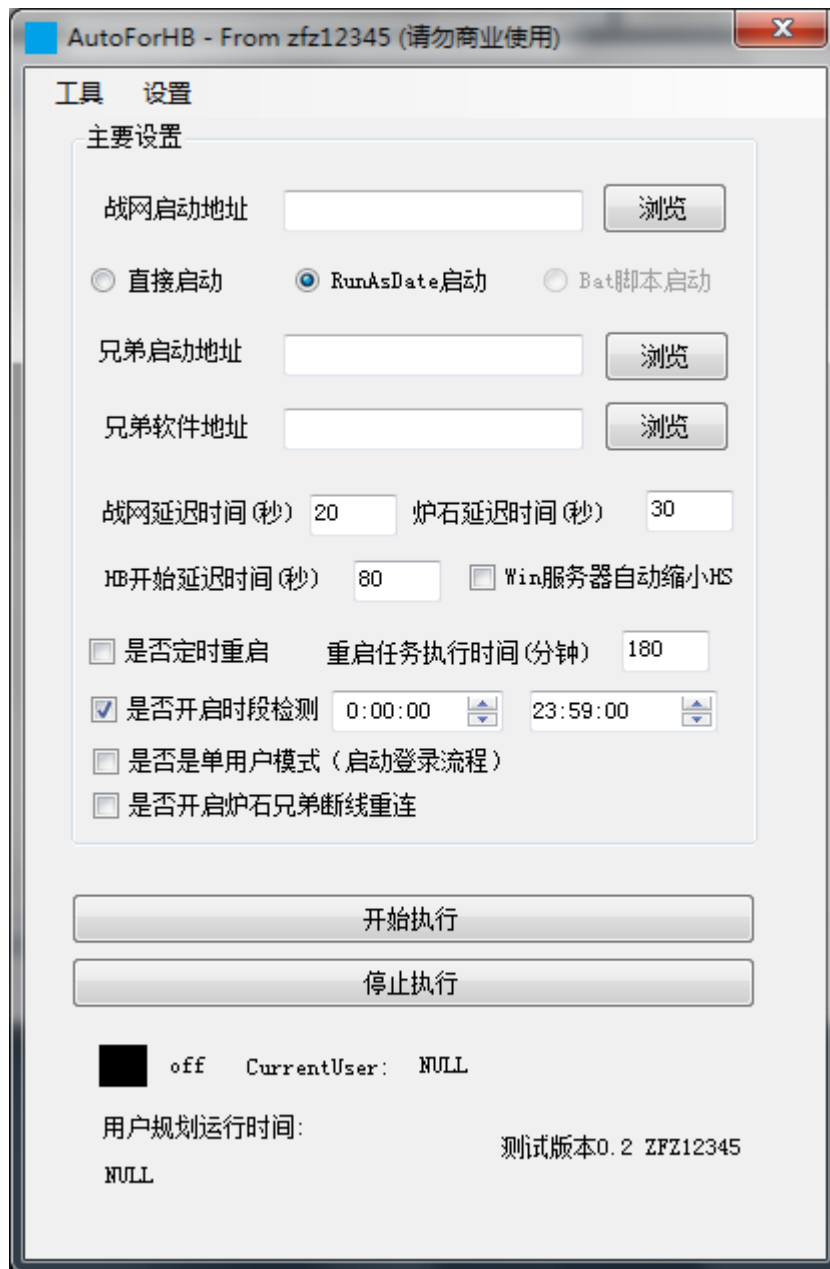 AutoForHB - From zfz12345 (请勿商业使用)
工具 设置
主要设置
战网启动地址 浏览
直接启动 RunAsDate启动 Bat脚本启动
兄弟启动地址 浏览
兄弟软件地址 浏览
战网延迟时间(秒) 20 炉石延迟时间(秒) 30
HB开始延迟时间(秒) 80 Win服务器自动缩小HS
是否定时重启 重启任务执行时间(分钟) 180
是否开启时段检测 0:00:00 23:59:00
是否是单用户模式(启动登录流程)
是否开启炉石兄弟断线重连
开始执行
停止执行
off CurrentUser: NULL
用户规划运行时间:
测试版本0.2 ZFZ12345
NULL